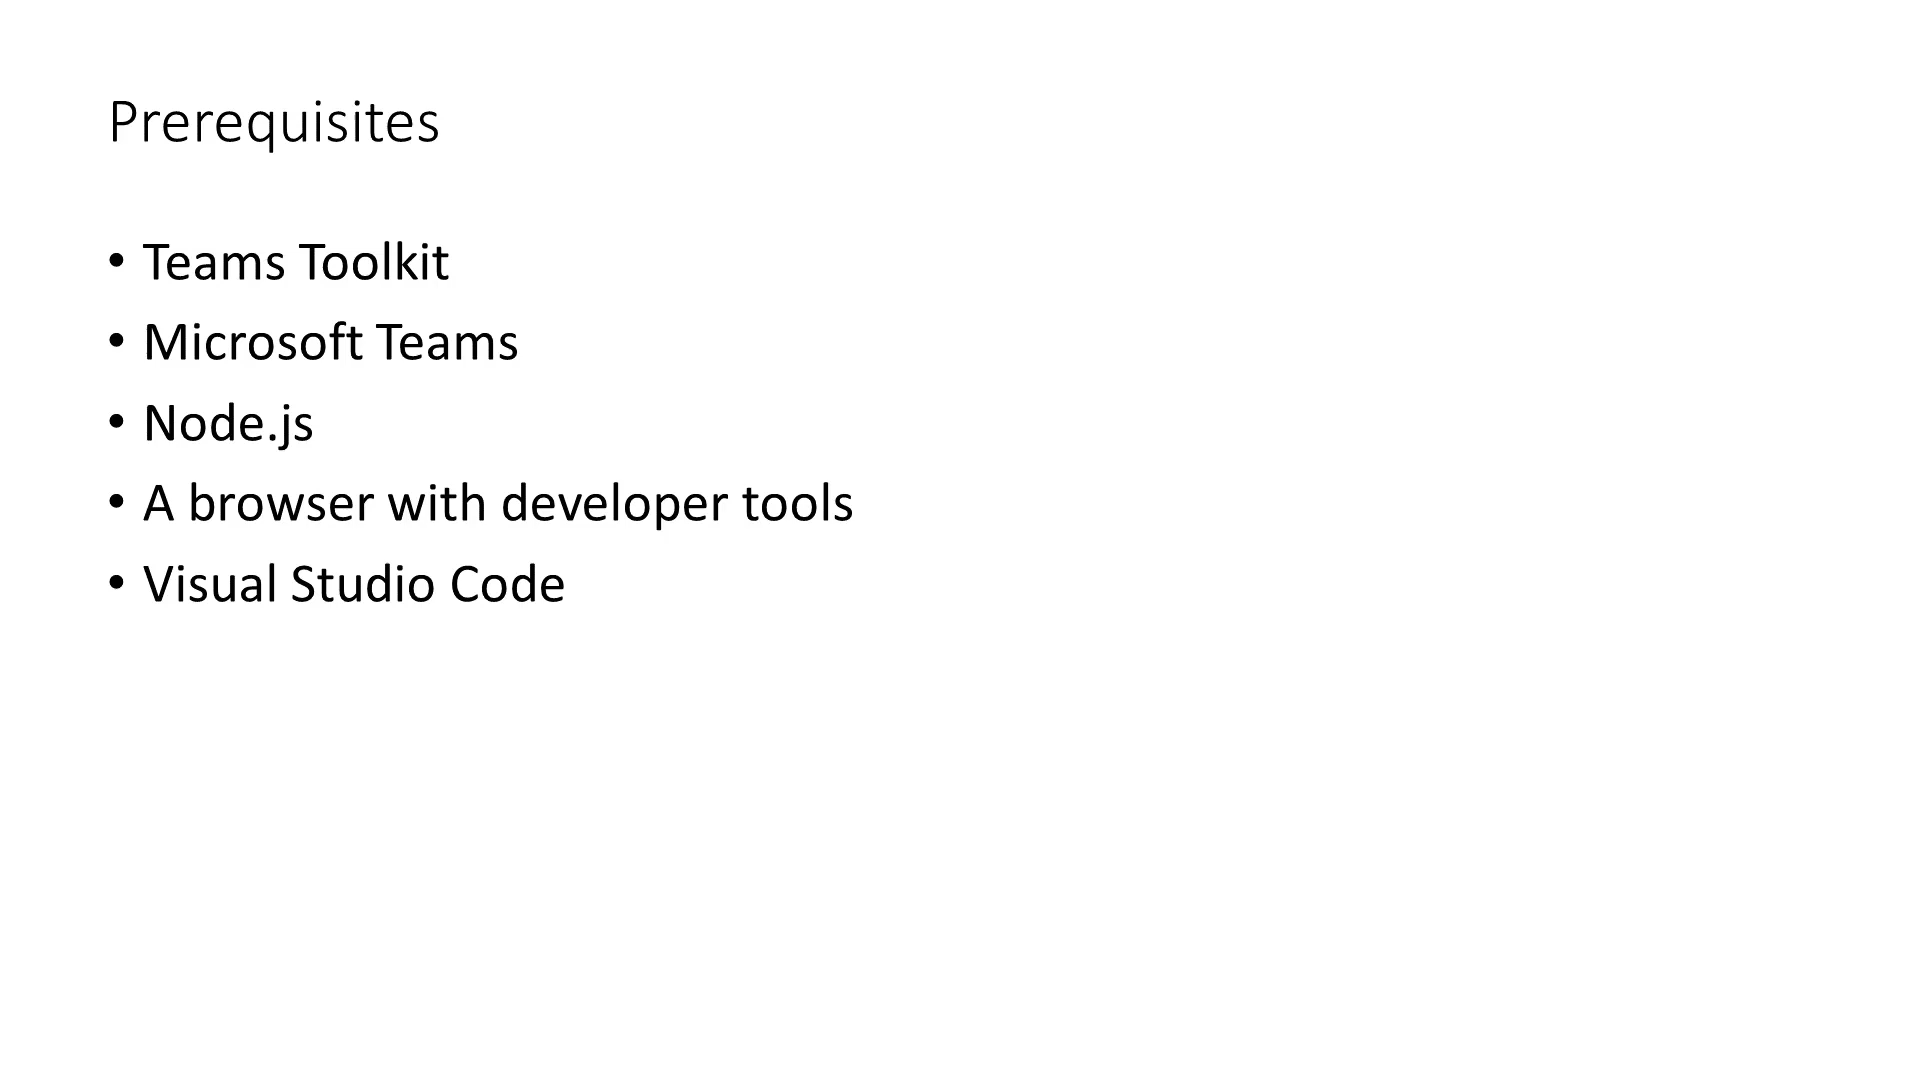 Prerequisites
• Teams Toolkit
• Microsoft Teams
• Node.js
• A browser with developer tools
• Visual Studio Code